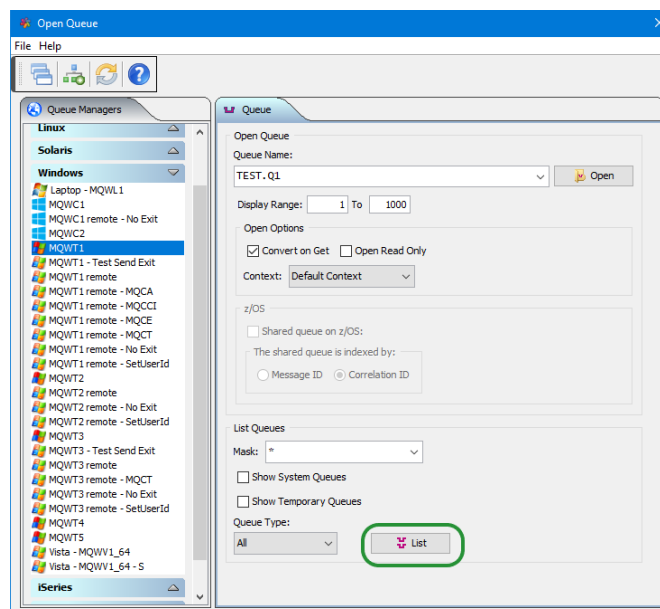 Open Queue
File Help
Queue Managers
Linux
Solaris
Windows
Laptop - MQWL1
MQWC1
MQWC1 remote - No Exit
MQWC2
MQWT1
MQWT1 - Test Send Exit
MQWT1 remote
MQWT1 remote - MQCA
MQWT1 remote - MQCCI
MQWT1 remote - MQCE
MQWT1 remote - MQCT
MQWT1 remote - No Exit
MQWT1 remote - SetUserId
MQWT2
MQWT2 remote
MQWT2 remote - No Exit
MQWT2 remote - SetUserId
MQWT3
MQWT3 - Test Send Exit
MQWT3 remote
MQWT3 remote - MQCT
MQWT3 remote - No Exit
MQWT3 remote - SetUserId
MQWT4
MQWT5
Vista - MQWV1_64
Vista - MQWV1_64 - S
iSeries
Queue
Open Queue
Queue Name:
TEST.Q1 Open
Display Range: 1 To 1000
Open Options
Convert on Get Open Read Only
Context: Default Context
z/OS
Shared queue on z/OS:
The shared queue is indexed by:
Message ID Correlation ID
List Queues
Mask: *
Show System Queues
Show Temporary Queues
Queue Type:
All List